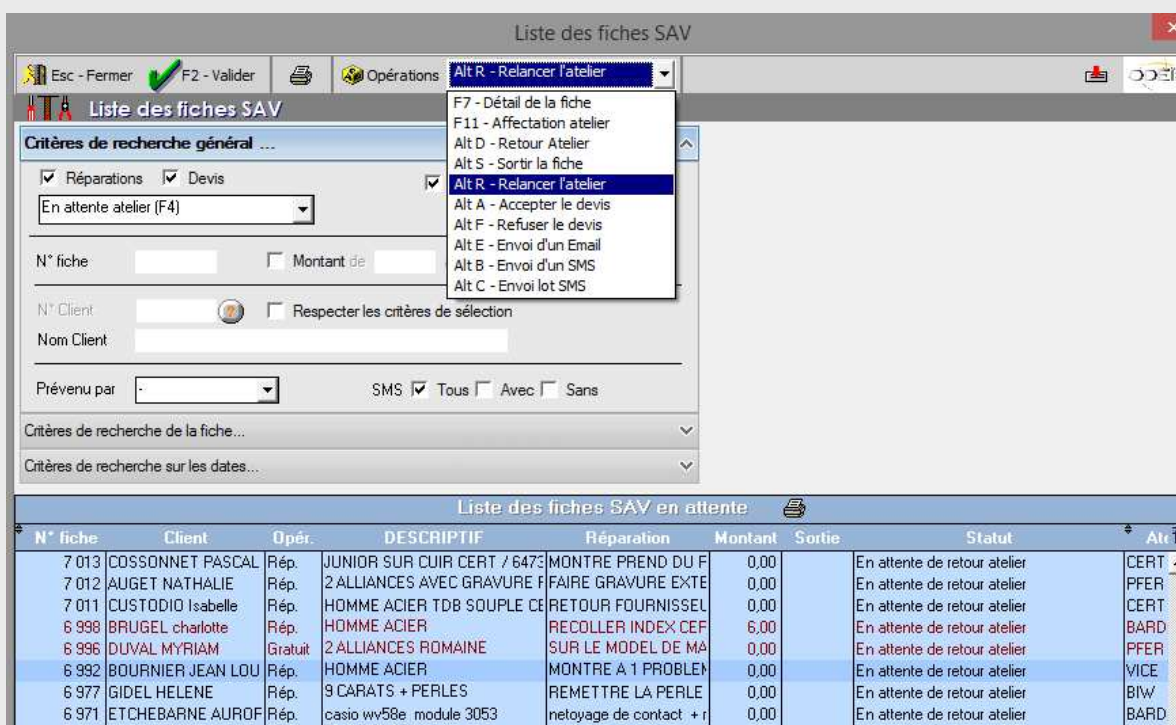 Liste des fiches SAV
Esc - Fermer F2 - Valider Opérations Alt R - Relancer l'atelier
Liste des fiches SAV
F7 - Détail de la fiche
F11 - Affectation atelier
Alt D - Retour Atelier
Alt S - Sortir la fiche
Alt R - Relancer l'atelier
Alt A - Accepter le devis
Alt F - Refuser le devis
Alt E - Envoi d'un Email
Alt B - Envoi d'un SMS
Alt C - Envoi lot SMS
Critères de recherche général ...
Réparations Devis
En attente atelier (F4)
N° fiche Montant de
N° Client ? Respecter les critères de sélection
Nom Client
Prévenu par - SMS Tous Avec Sans
Critères de recherche de la fiche...
Critères de recherche sur les dates...
Liste des fiches SAV en attente
N° fiche Client Opér. DESCRIPTIF Réparation Montant Sortie Statut
7 013 COSSONNET PASCAL Rép. JUNIOR SUR CUIR CERT / 6473 MONTRE PREND DU F 0,00 En attente de retour atelier CERT
7 012 AUGET NATHALIE Rép. 2 ALLIANCES AVEC GRAVURE F FAIRE GRAVURE EXTE 0,00 En attente de retour atelier PFER
7 011 CUSTODIO Isabelle Rép. HOMME ACIER TDB SOUPLE CE RETOUR FOURNISSEU 0,00 En attente de retour atelier CERT
6 998 BRUGEL charlotte Rép. HOMME ACIER RECOLLER INDEX CEF 6,00 En attente de retour atelier BARD
6 996 DUVAL MYRIAM Gratuit 2 ALLIANCES ROMAINE SUR LE MODEL DE MA 0,00 En attente de retour atelier PFER
6 992 BOURNIER JEAN LOU Rép. HOMME ACIER MONTRE A 1 PROBLEM 0,00 En attente de retour atelier VICE
6 977 GIDEL HELENE Rép. 9 CARATS + PERLES REMETTRE LA PERLE 0,00 En attente de retour atelier BIW
6 971 ETCHEBARNE AUROF Rép. casio wv58e module 3053 netoyage de contact + r 0,00 En attente de retour atelier BARD